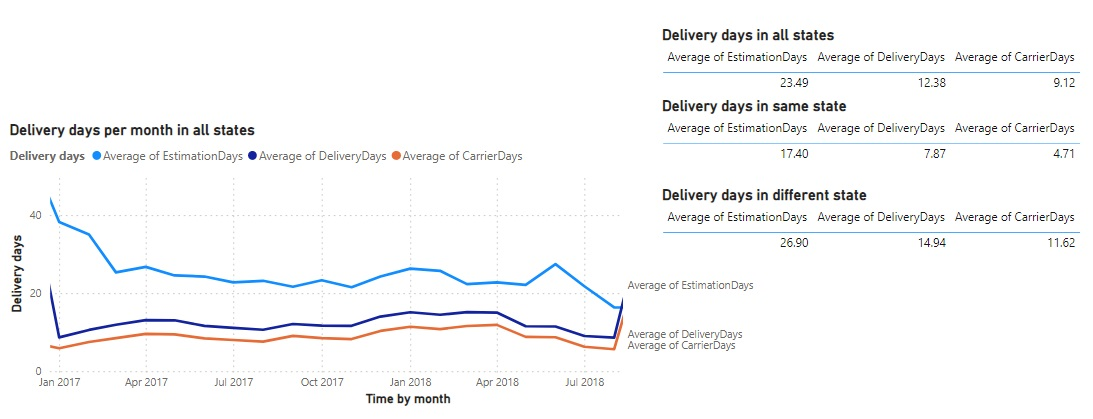 Delivery days in all states
Average of EstimationDays Average of DeliveryDays Average of CarrierDays
23.49 12.38 9.12
Delivery days in same state
Average of EstimationDays Average of DeliveryDays Average of CarrierDays
17.40 7.87 4.71
Delivery days in different state
Average of EstimationDays Average of DeliveryDays Average of CarrierDays
26.90 14.94 11.62
Delivery days per month in all states
Delivery days Average of EstimationDays Average of DeliveryDays Average of CarrierDays
Delivery days
40
20
0
Average of EstimationDays
Average of DeliveryDays
Average of CarrierDays
Jan 2017 Apr 2017 Jul 2017 Oct 2017 Jan 2018 Apr 2018 Jul 2018
Time by month